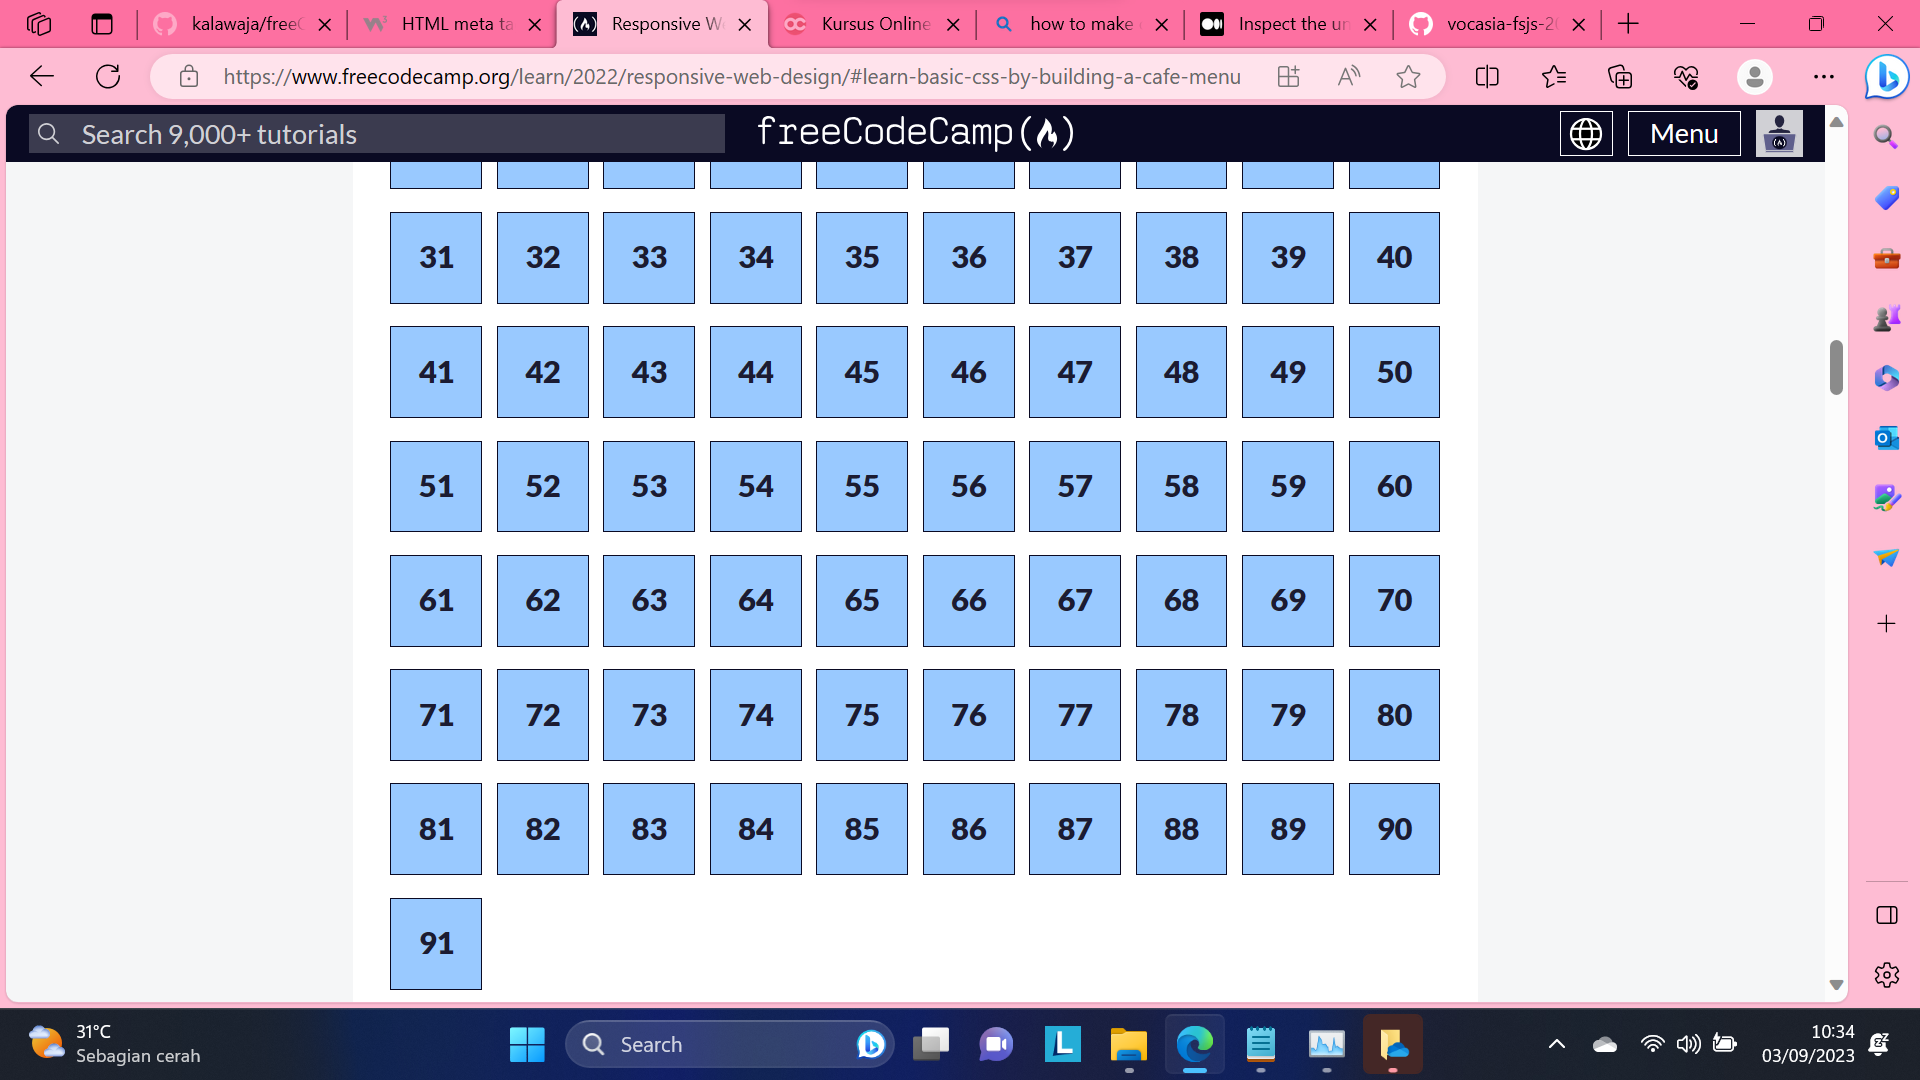 kalawaja/free
HTML meta ta
Responsive W
Kursus Online
how to make
Inspect the un
vocasia-fsjs-20
https://www.freecodecamp.org/learn/2022/responsive-web-design/#learn-basic-css-by-building-a-cafe-menu
Search 9,000+ tutorials
freeCodeCamp
Menu
31 32 33 34 35 36 37 38 39 40
41 42 43 44 45 46 47 48 49 50
51 52 53 54 55 56 57 58 59 60
61 62 63 64 65 66 67 68 69 70
71 72 73 74 75 76 77 78 79 80
81 82 83 84 85 86 87 88 89 90
91
31°C
Sebagian cerah
Search
10:34
03/09/2023